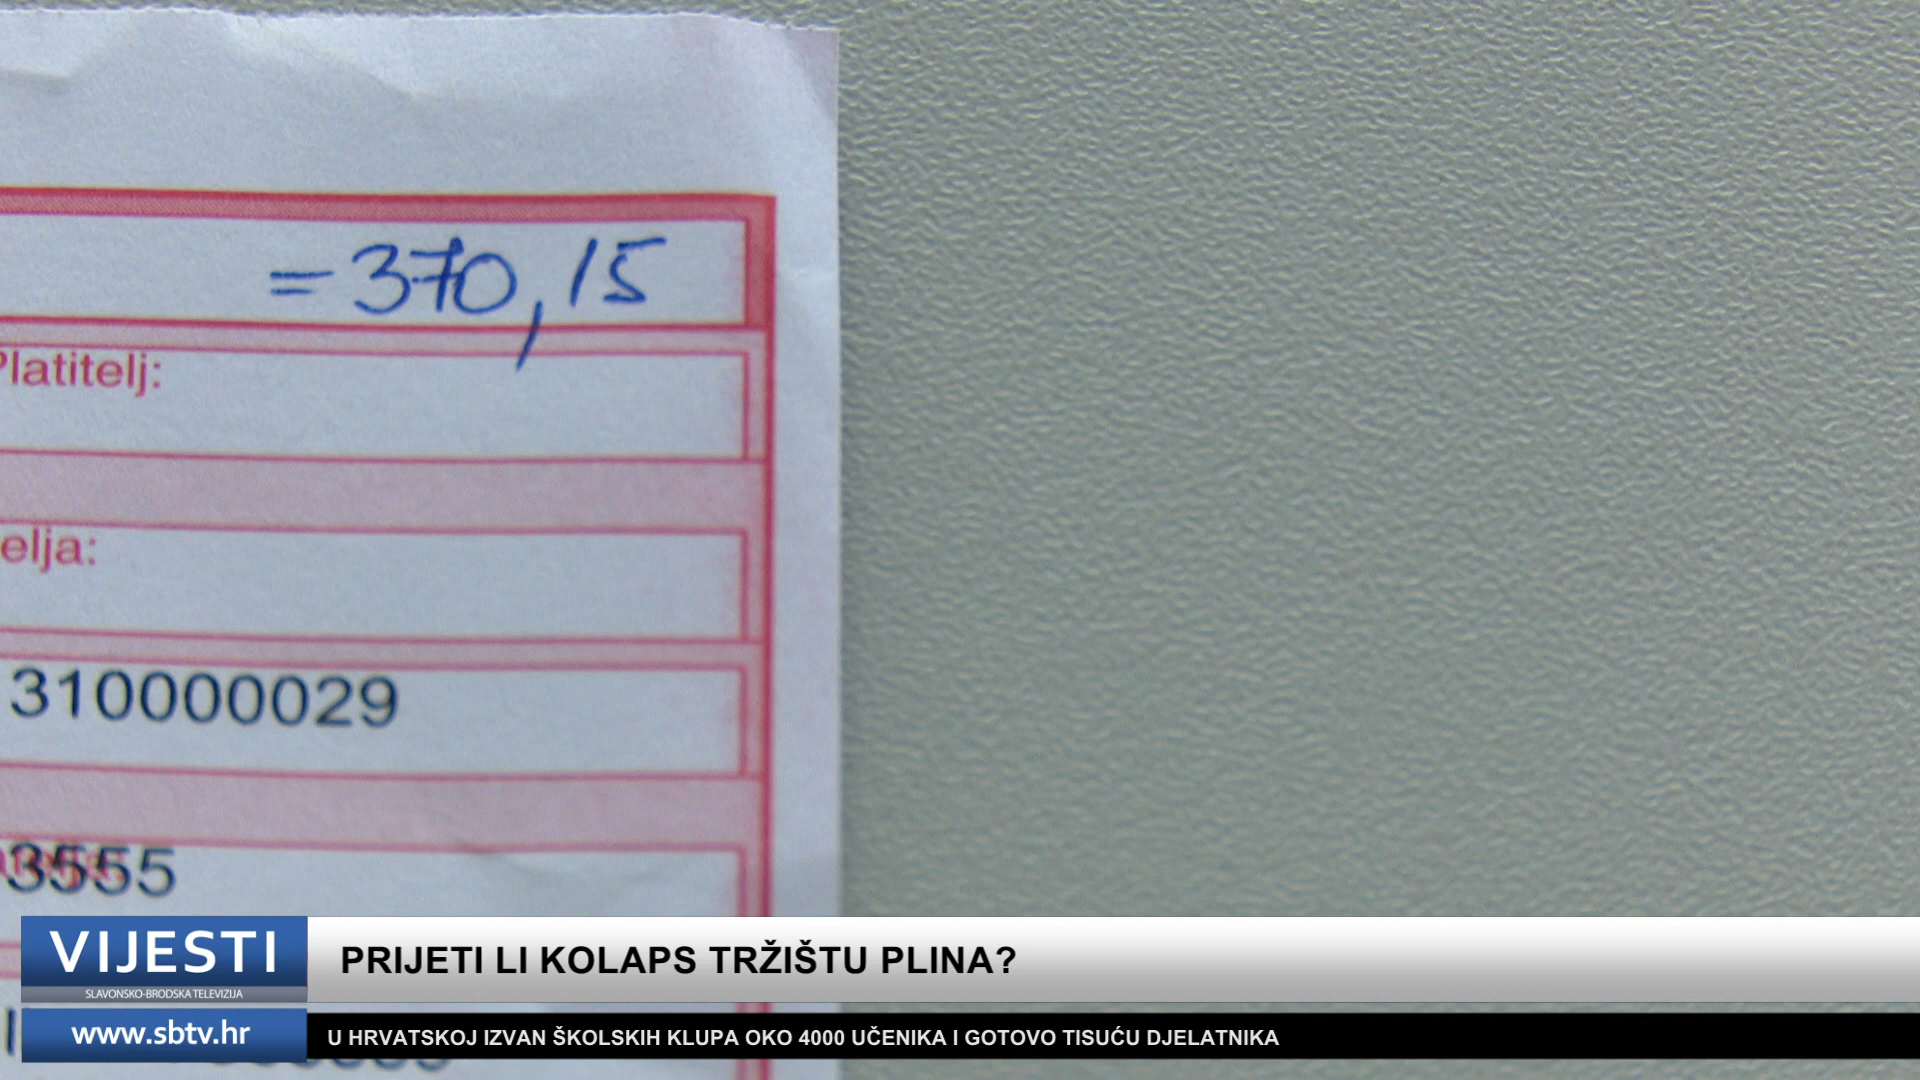 = 370,15
Platitelj:
elja:
310000029
3555
VIJESTI
SLAVONSKO-BRODSKA TELEVIZIJA
PRIJETI LI KOLAPS TRŽIŠTU PLINA?
www.sbtv.hr
U HRVATSKOJ IZVAN ŠKOLSKIH KLUPA OKO 4000 UČENIKA I GOTOVO TISUĆU DJELATNIKA